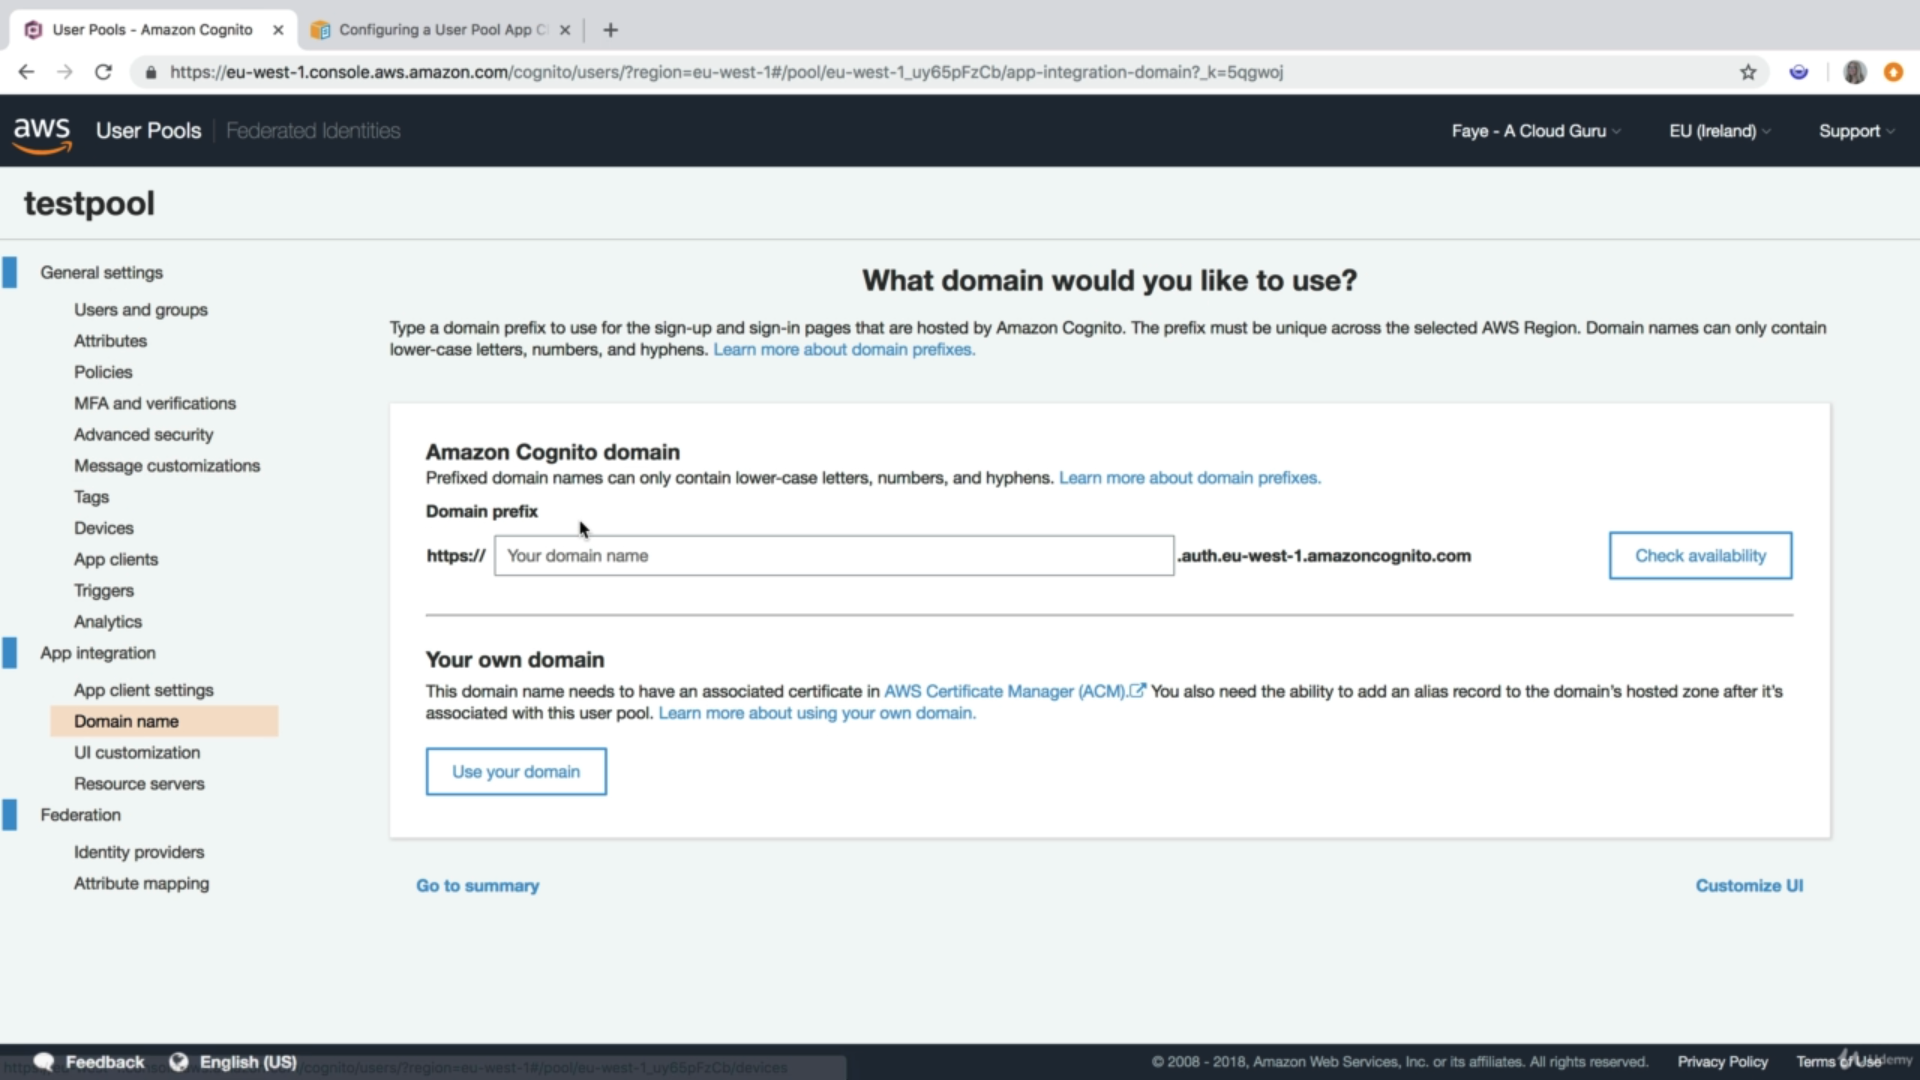 User Pools - Amazon Cognito
Configuring a User Pool App C
https://eu-west-1.console.aws.amazon.com/cognito/users/?region=eu-west-1#/pool/eu-west-1_uy65pFzCb/app-integration-domain?_k=5qgwoj
aws User Pools Federated Identities Faye - A Cloud Guru EU (Ireland) Support
testpool
General settings
Users and groups
Attributes
Policies
MFA and verifications
Advanced security
Message customizations
Tags
Devices
App clients
Triggers
Analytics
App integration
App client settings
Domain name
UI customization
Resource servers
Federation
Identity providers
Attribute mapping
What domain would you like to use?
Type a domain prefix to use for the sign-up and sign-in pages that are hosted by Amazon Cognito. The prefix must be unique across the selected AWS Region. Domain names can only contain
lower-case letters, numbers, and hyphens. Learn more about domain prefixes.
Amazon Cognito domain
Prefixed domain names can only contain lower-case letters, numbers, and hyphens. Learn more about domain prefixes.
Domain prefix
https:// Your domain name .auth.eu-west-1.amazoncognito.com Check availability
Your own domain
This domain name needs to have an associated certificate in AWS Certificate Manager (ACM). You also need the ability to add an alias record to the domain's hosted zone after it's
associated with this user pool. Learn more about using your own domain.
Use your domain
Go to summary Customize UI
Feedback English (US) © 2008 - 2018, Amazon Web Services, Inc. or its affiliates. All rights reserved. Privacy Policy Terms of Use
/cognito/users/?region=eu-west-1#/pool/eu-west-1_uy65pFzCb/devices